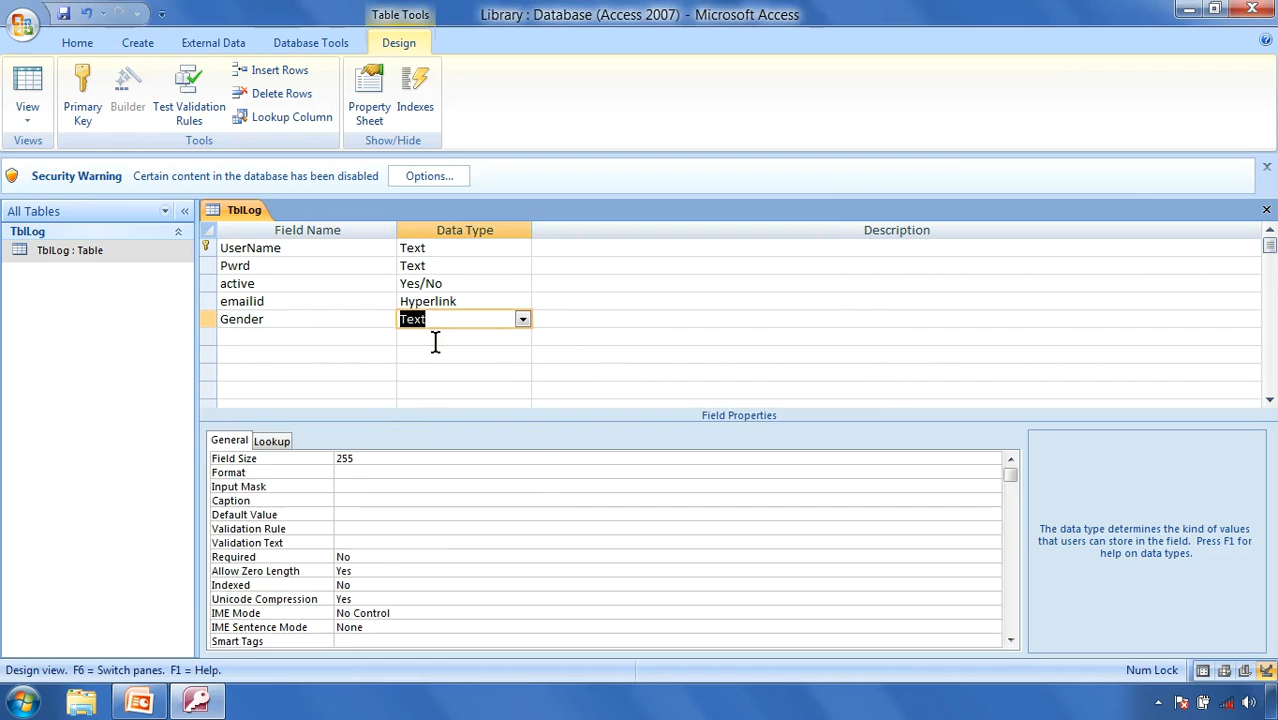 Table Tools
Library : Database (Access 2007) - Microsoft Access
Home Create External Data Database Tools Design
View
Primary Key
Builder
Test Validation Rules
Insert Rows
Delete Rows
Lookup Column
Property Sheet
Indexes
Views Tools Show/Hide
Security Warning Certain content in the database has been disabled Options...
All Tables
TblLog
TblLog : Table
TblLog
Field Name Data Type Description
UserName Text
Pwrd Text
active Yes/No
emailid Hyperlink
Gender Text
Field Properties
General Lookup
Field Size 255
Format
Input Mask
Caption
Default Value
Validation Rule
Validation Text
Required No
Allow Zero Length Yes
Indexed No
Unicode Compression Yes
IME Mode No Control
IME Sentence Mode None
Smart Tags
The data type determines the kind of values
that users can store in the field. Press F1 for
help on data types.
Design view. F6 = Switch panes. F1 = Help. Num Lock